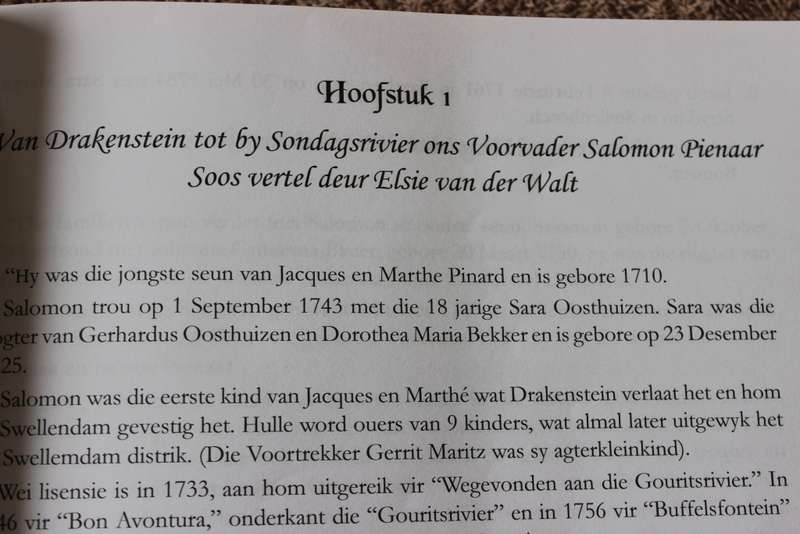 Hoofstuk 1
Van Drakenstein tot by Sondagsrivier ons Voorvader Salomon Pienaar
Soos vertel deur Elsie van der Walt
“Hy was die jongste seun van Jacques en Marthe Pinard en is gebore 1710.
Salomon trou op 1 September 1743 met die 18 jarige Sara Oosthuizen. Sara was die
ogter van Gerhardus Oosthuizen en Dorothea Maria Bekker en is gebore op 23 Desember
25.
Salomon was die eerste kind van Jacques en Marthé wat Drakenstein verlaat het en hom
Swellendam gevestig het. Hulle word ouers van 9 kinders, wat almal later uitgewyk het
Swellemdam distrik. (Die Voortrekker Gerrit Maritz was sy agterkleinkind).
Wei lisensie is in 1733, aan hom uitgereik vir “Wegevonden aan die Gouritsrivier.” In
46 vir “Bon Avontura,” onderkant die “Gouritsrivier” en in 1756 vir “Buffelsfontein”